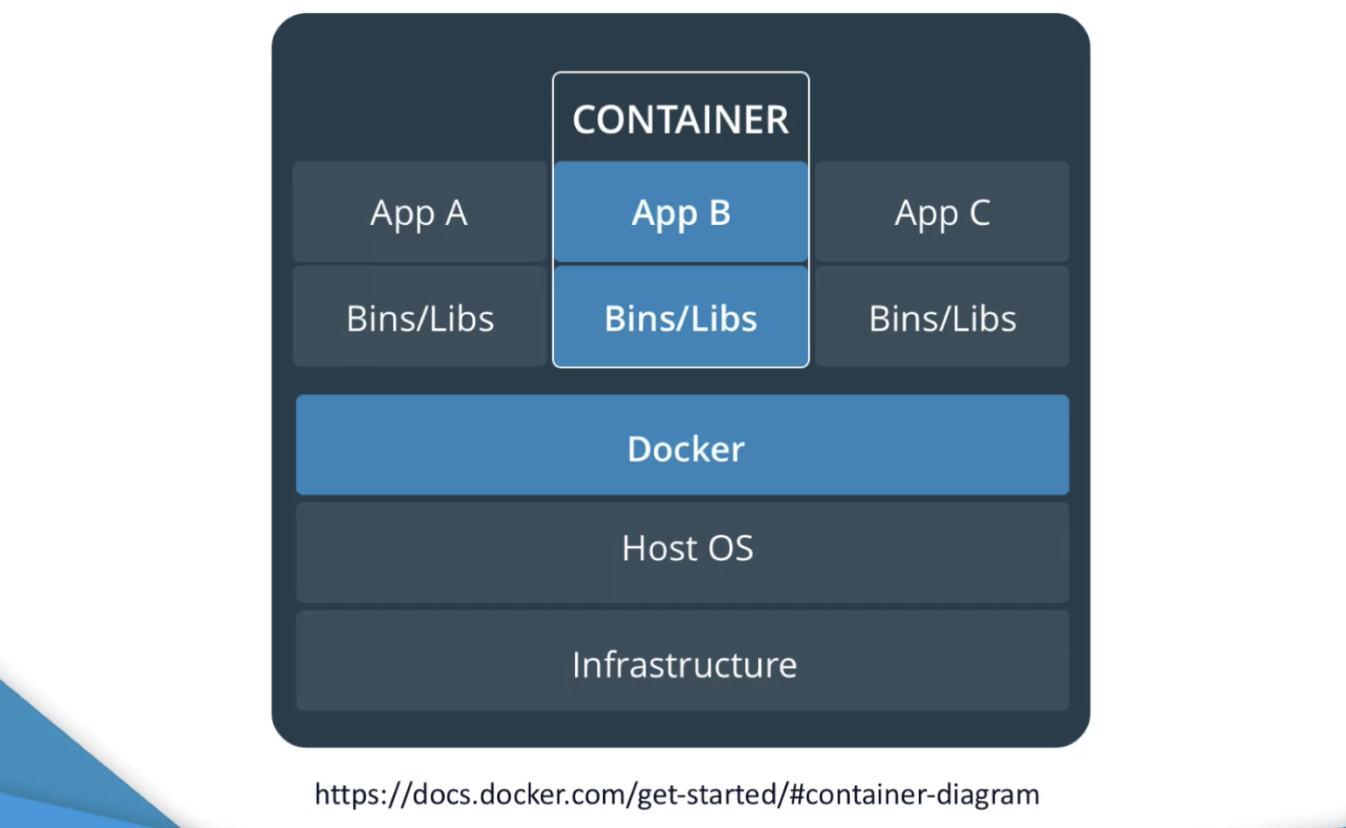 CONTAINER
App A
App B
App C
Bins/Libs
Bins/Libs
Bins/Libs
Docker
Host OS
Infrastructure
https://docs.docker.com/get-started/#container-diagram